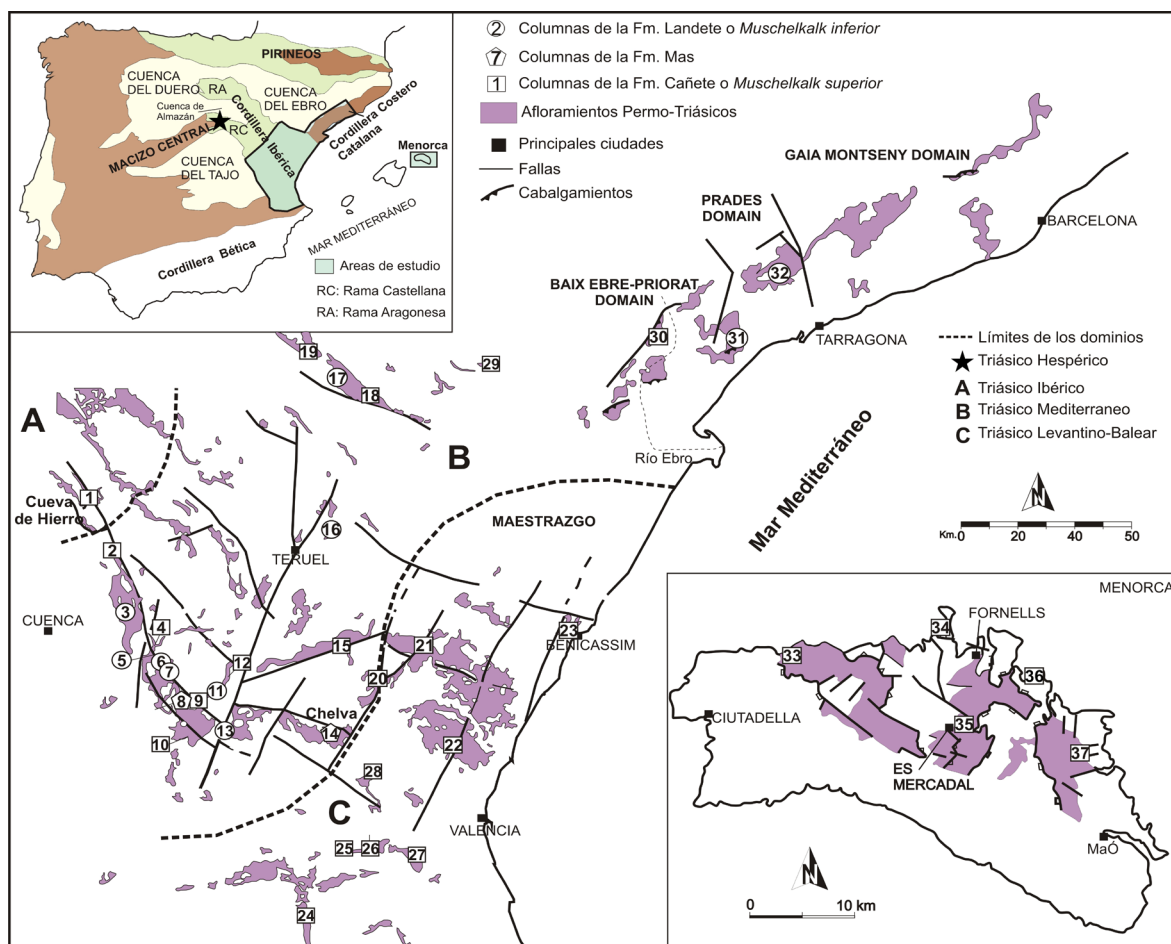 PIRINEOS
CUENCA
DEL DUERO
RA
CUENCA
DEL EBRO
Cuenca de
Almazán
RC
Cordillera Ibérica
Cordillera Costero
Catalana
MACIZO CENTRAL
CUENCA
DEL TAJO
Menorca
MAR MEDITERRÁNEO
Cordillera Bética
Areas de estudio
RC: Rama Castellana
RA: Rama Aragonesa
2 Columnas de la Fm. Landete o Muschelkalk inferior
7 Columnas de la Fm. Mas
1 Columnas de la Fm. Cañete o Muschelkalk superior
Afloramientos Permo-Triásicos
Principales ciudades
Fallas
Cabalgamientos
GAIA MONTSENY DOMAIN
PRADES
DOMAIN
BARCELONA
32
BAIX EBRE-PRIORAT
DOMAIN
30
31
TARRAGONA
Río Ebro
Mar Mediterráneo
Límites de los dominios
Triásico Hespérico
A Triásico Ibérico
B Triásico Mediterraneo
C Triásico Levantino-Balear
N
Km.
0 20 40 50
19
17
18
29
A
B
1
Cueva
de Hierro
2
16
TERUEL
MAESTRAZGO
3
CUENCA
4
5
6
7
8
9
11
12
10
13
15
20
21
23
BENICASSIM
Chelva
14
22
28
C
VALENCIA
25
26
27
24
MENORCA
FORNELLS
34
33
36
CIUTADELLA
35
37
ES
MERCADAL
MaÓ
N
0 10 km